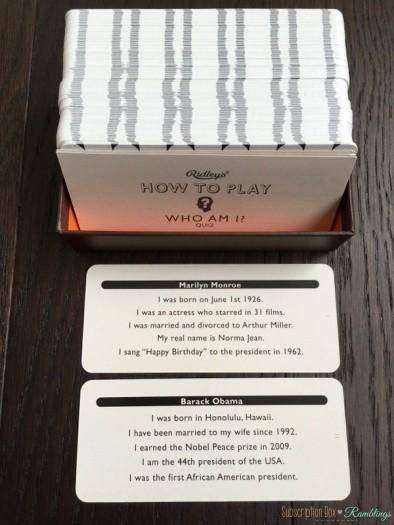 Ridley's
HOW TO PLAY
?
WHO AM I?
QUIZ
Marilyn Monroe
I was born on June 1st 1926.
I was an actress who starred in 31 films.
I was married and divorced to Arthur Miller.
My real name is Norma Jean.
I sang "Happy Birthday" to the president in 1962.
Barack Obama
I was born in Honolulu, Hawaii.
I have been married to my wife since 1992.
I earned the Nobel Peace prize in 2009.
I am the 44th president of the USA.
I was the first African American president.
Subscription Box Ramblings